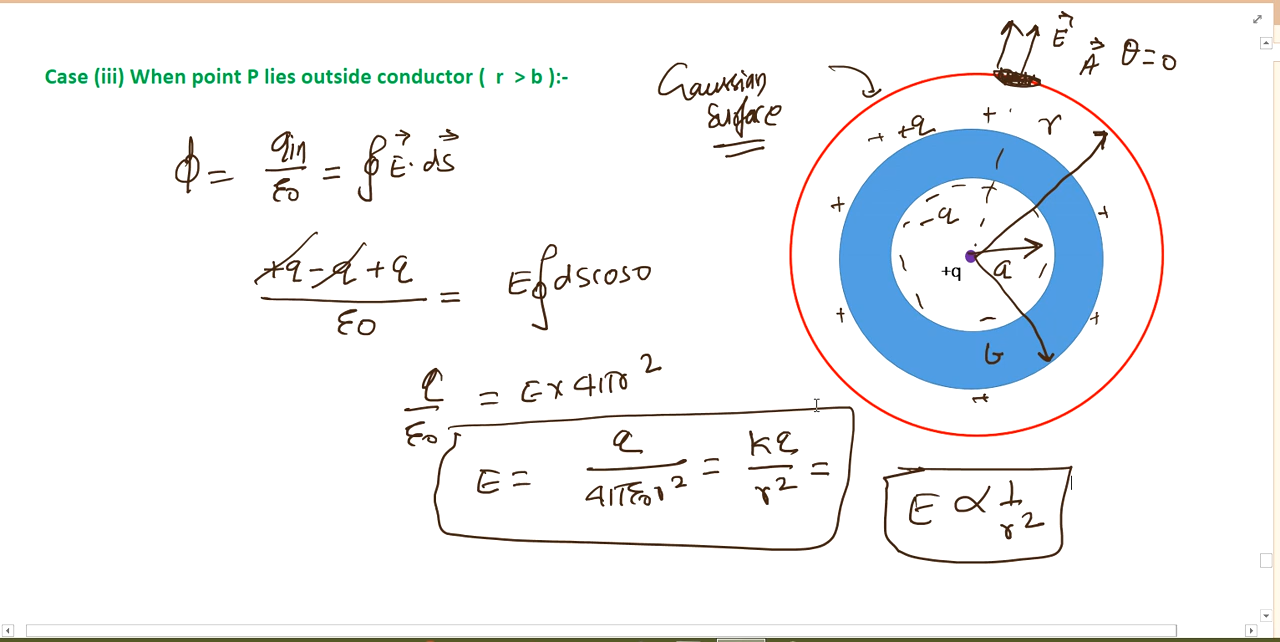 Case (iii) When point P lies outside conductor ( r > b ):-
Gaussian
Surface
E⃗
A⃗ θ=0
ϕ = qin/ε0 = ∮ E⃗. ds⃗
+q-q+q/ε0 = E∮dscos0
q/ε0 = E×4πr²
E = q/4πε0r² = kq/r² =
E ∝ 1/r²
+ +q + r
+ -q +
+q a
+ - +
b
+